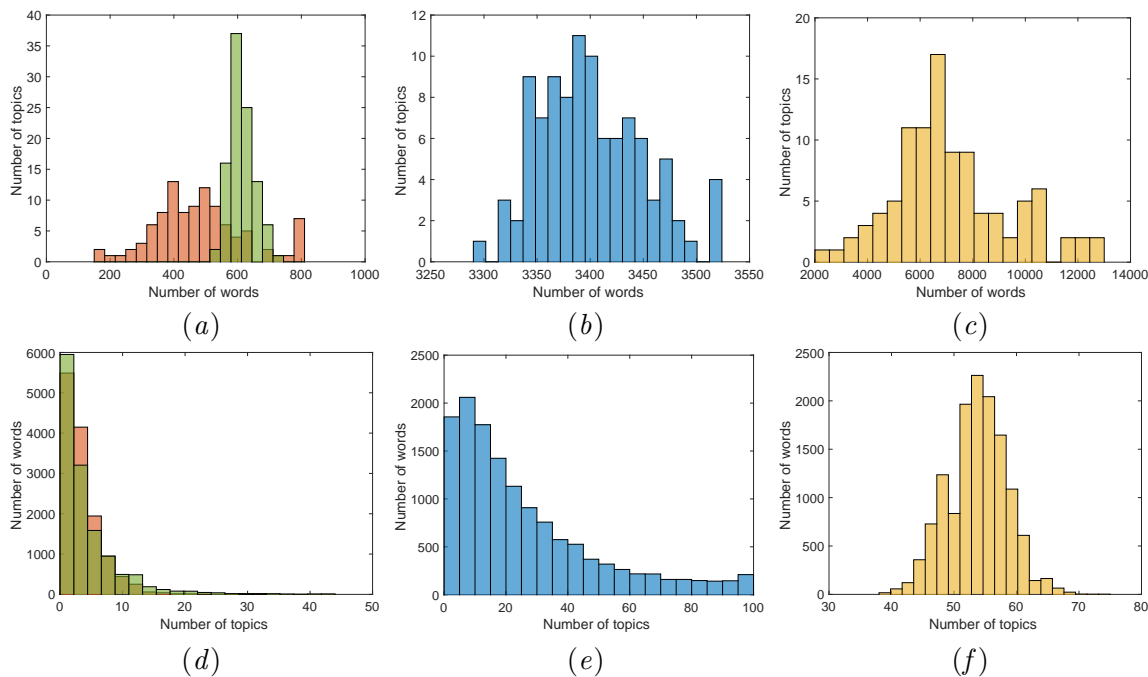 40
35
30
25
20
15
10
5
0
Number of topics
0 200 400 600 800 1000
Number of words
(a)
12
10
8
6
4
2
0
Number of topics
3250 3300 3350 3400 3450 3500 3550
Number of words
(b)
20
15
10
5
0
Number of topics
2000 4000 6000 8000 10000 12000 14000
Number of words
(c)
6000
5000
4000
3000
2000
1000
0
Number of words
0 10 20 30 40 50
Number of topics
(d)
2500
2000
1500
1000
500
0
Number of words
0 20 40 60 80 100
Number of topics
(e)
2500
2000
1500
1000
500
0
Number of words
30 40 50 60 70 80
Number of topics
(f)